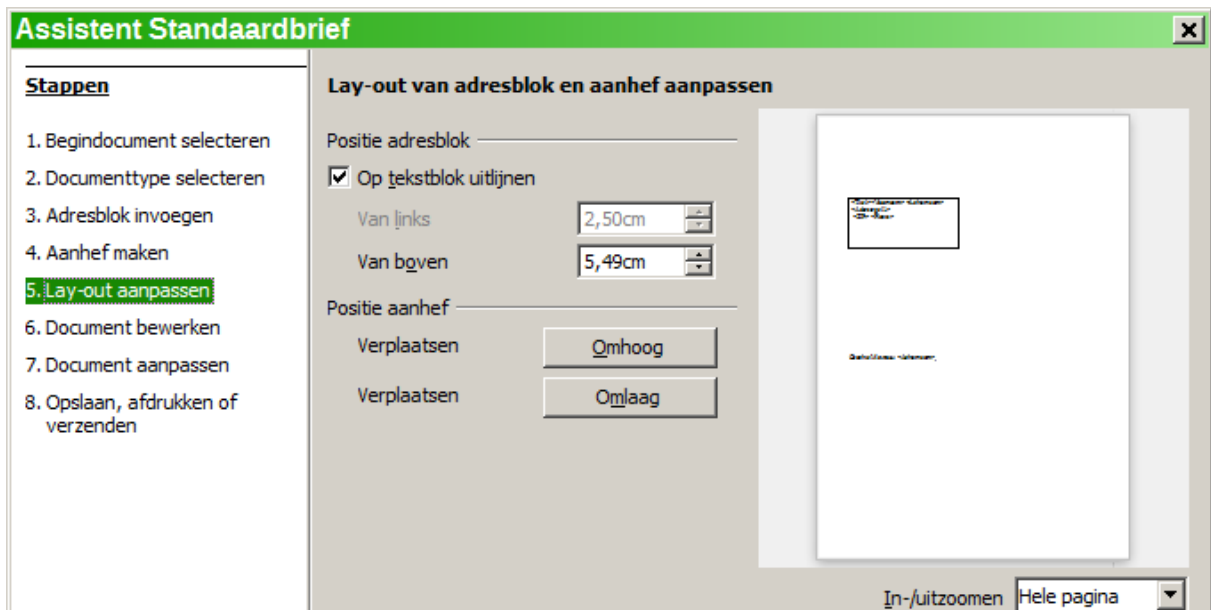 Assistent Standaardbrief
Stappen
1. Begindocument selecteren
2. Documenttype selecteren
3. Adresblok invoegen
4. Aanhef maken
5. Lay-out aanpassen
6. Document bewerken
7. Document aanpassen
8. Opslaan, afdrukken of
verzenden
Lay-out van adresblok en aanhef aanpassen
Positie adresblok
Op tekstblok uitlijnen
Van links 2,50cm
Van boven 5,49cm
Positie aanhef
Verplaatsen Omhoog
Verplaatsen Omlaag
In-/uitzoomen Hele pagina